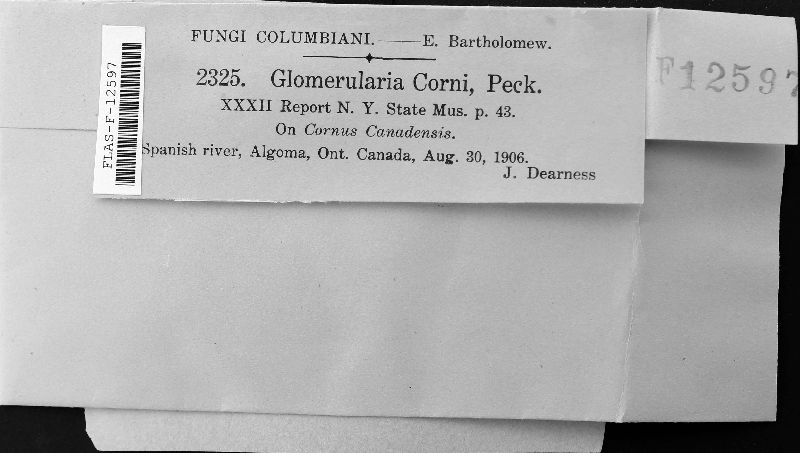 FUNGI COLUMBIANI. — E. Bartholomew.
2325. Glomerularia Corni, Peck.
XXXII Report N. Y. State Mus. p. 43.
On Cornus Canadensis.
Spanish river, Algoma, Ont. Canada, Aug. 30, 1906.
J. Dearness
FLAS-F-12597
F12597